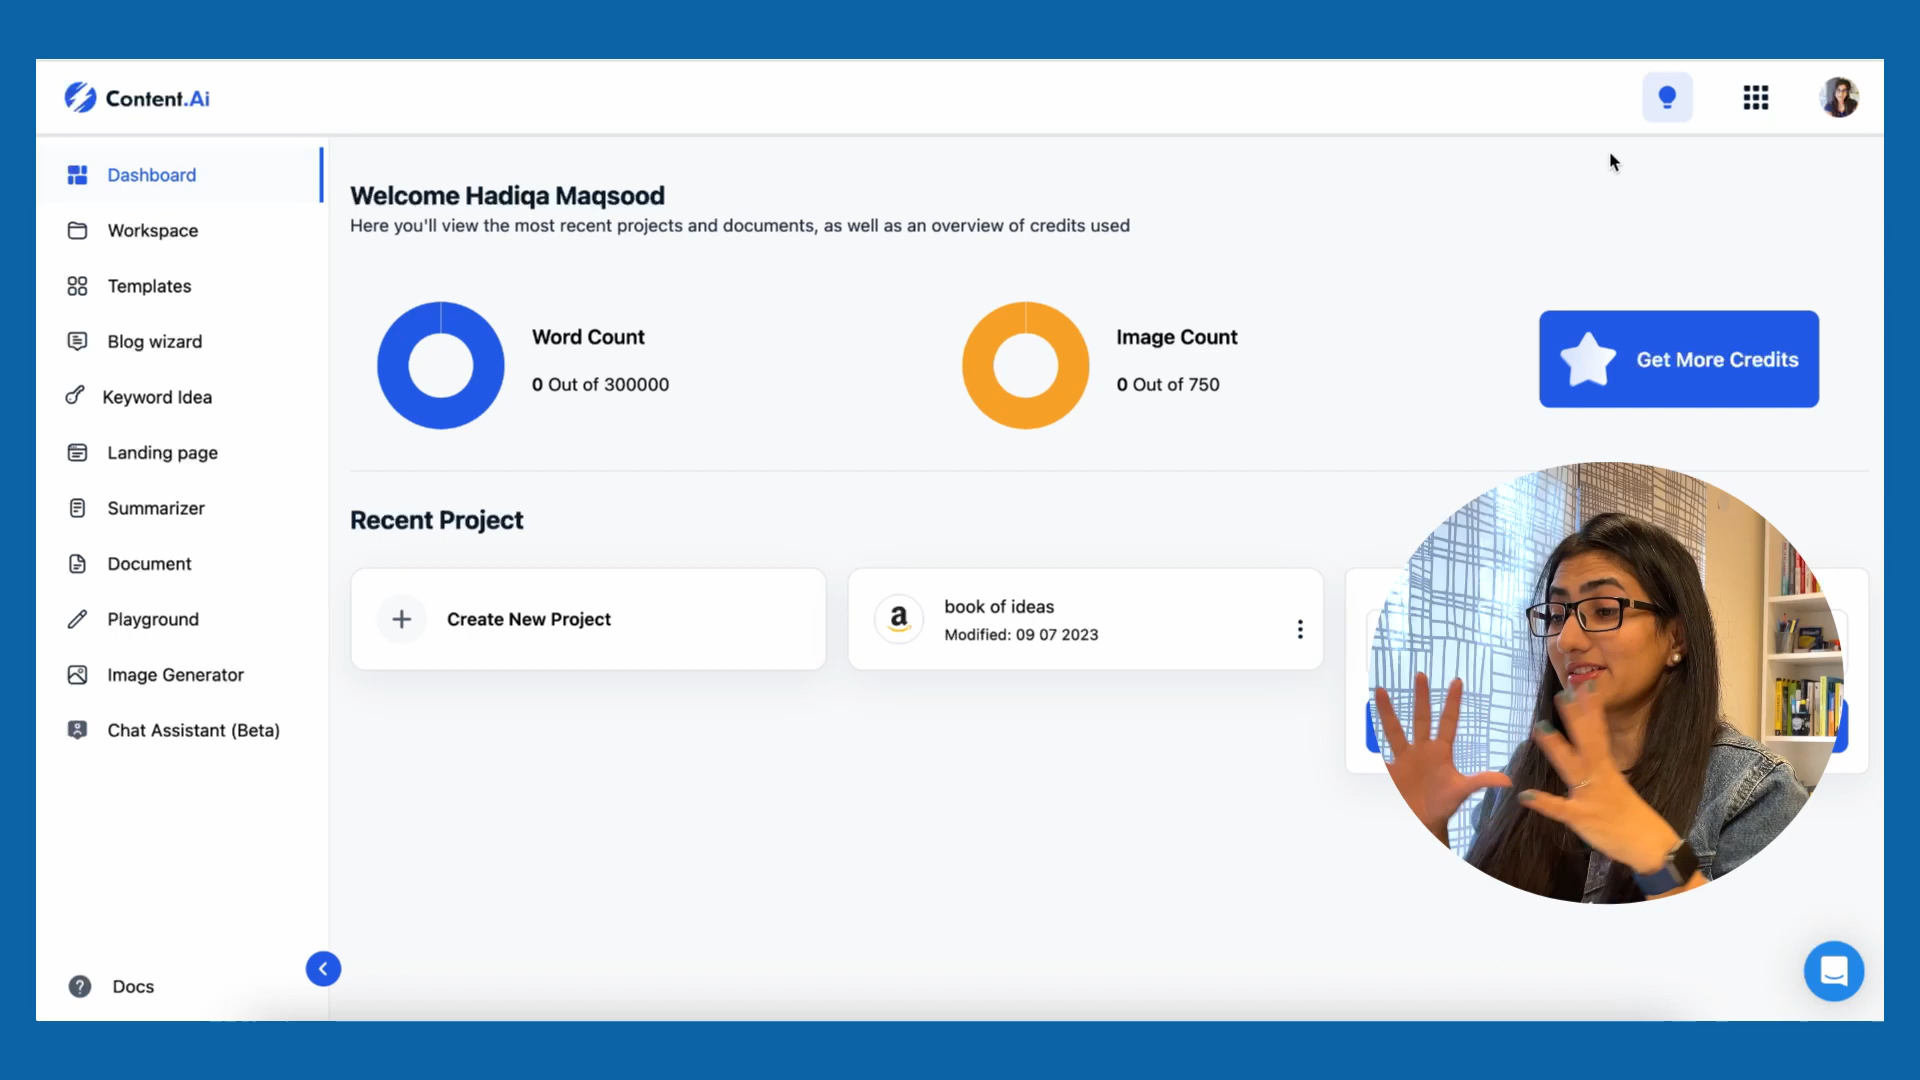 Content.Ai
Dashboard
Workspace
Templates
Blog wizard
Keyword Idea
Landing page
Summarizer
Document
Playground
Image Generator
Chat Assistant (Beta)
Docs
Welcome Hadiqa Maqsood
Here you'll view the most recent projects and documents, as well as an overview of credits used
Word Count
0 Out of 300000
Image Count
0 Out of 750
Get More Credits
Recent Project
Create New Project
a
book of ideas
Modified: 09 07 2023
?